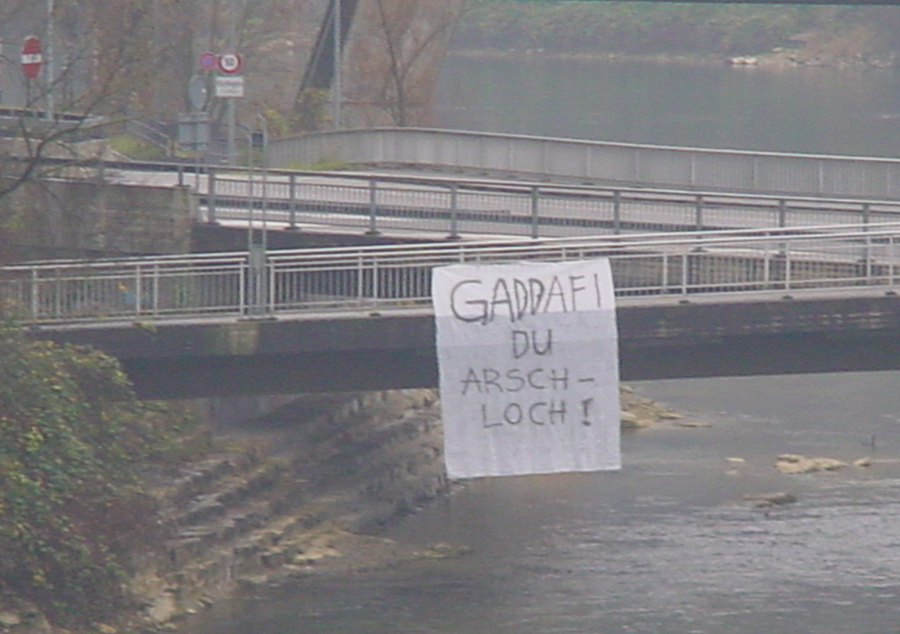 GADDAFI
DU
ARSCH-
LOCH!